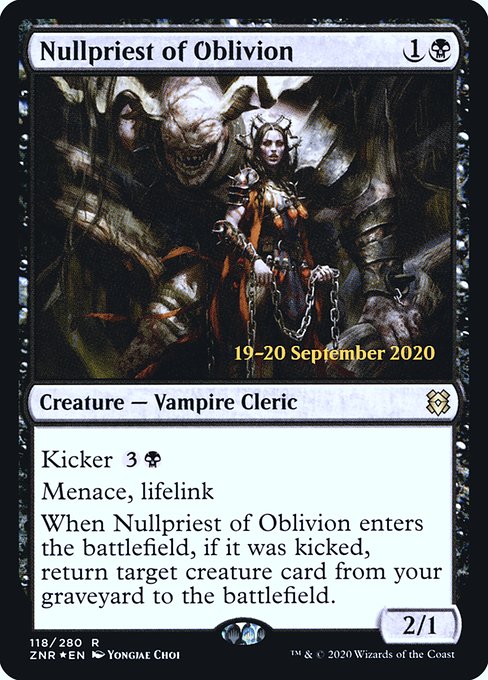 Nullpriest of Oblivion 1
19–20 September 2020
Creature — Vampire Cleric
Kicker 3
Menace, lifelink
When Nullpriest of Oblivion enters
the battlefield, if it was kicked,
return target creature card from your
graveyard to the battlefield.
2/1
118/280 R
ZNR ★ EN Yongjae Choi
™ & © 2020 Wizards of the Coast